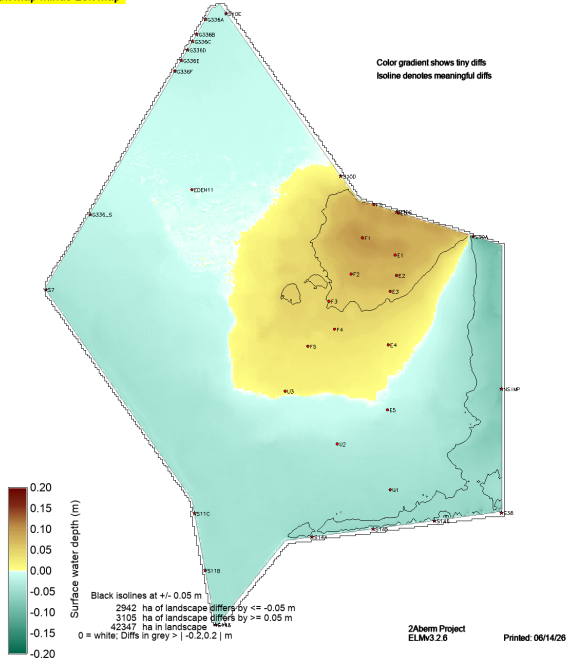 S10E
G336A
G336B
G336C
G336D
G336E
G336F
Color gradient shows tiny diffs
Isoline denotes meaningful diffs
S10D
EDEN11
G336_S
F1
S39A
E1
F2
E2
S7
E3
F3
F4
F5
E4
U3
NS1MP
E5
U2
U1
S11C
S38
S14B
S14A
S11B
0.20
0.15
0.10
0.05
0.00
-0.05
-0.10
-0.15
-0.20
Surface water depth (m)
Black isolines at +/- 0.05 m
2942 ha of landscape differs by <= -0.05 m
3105 ha of landscape differs by >= 0.05 m
42347 ha in landscape
0 = white; Diffs in grey > | -0.2,0.2 | m
2Aberm Project
ELMv3.2.6
Printed: 06/14/26